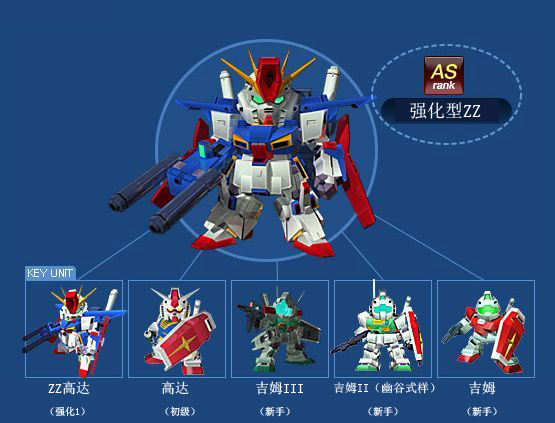 AS
rank
强化型ZZ
KEY UNIT
ZZ高达
高达
吉姆III
吉姆II（幽谷式样）
吉姆
（强化1）
（初级）
（新手）
（新手）
（新手）